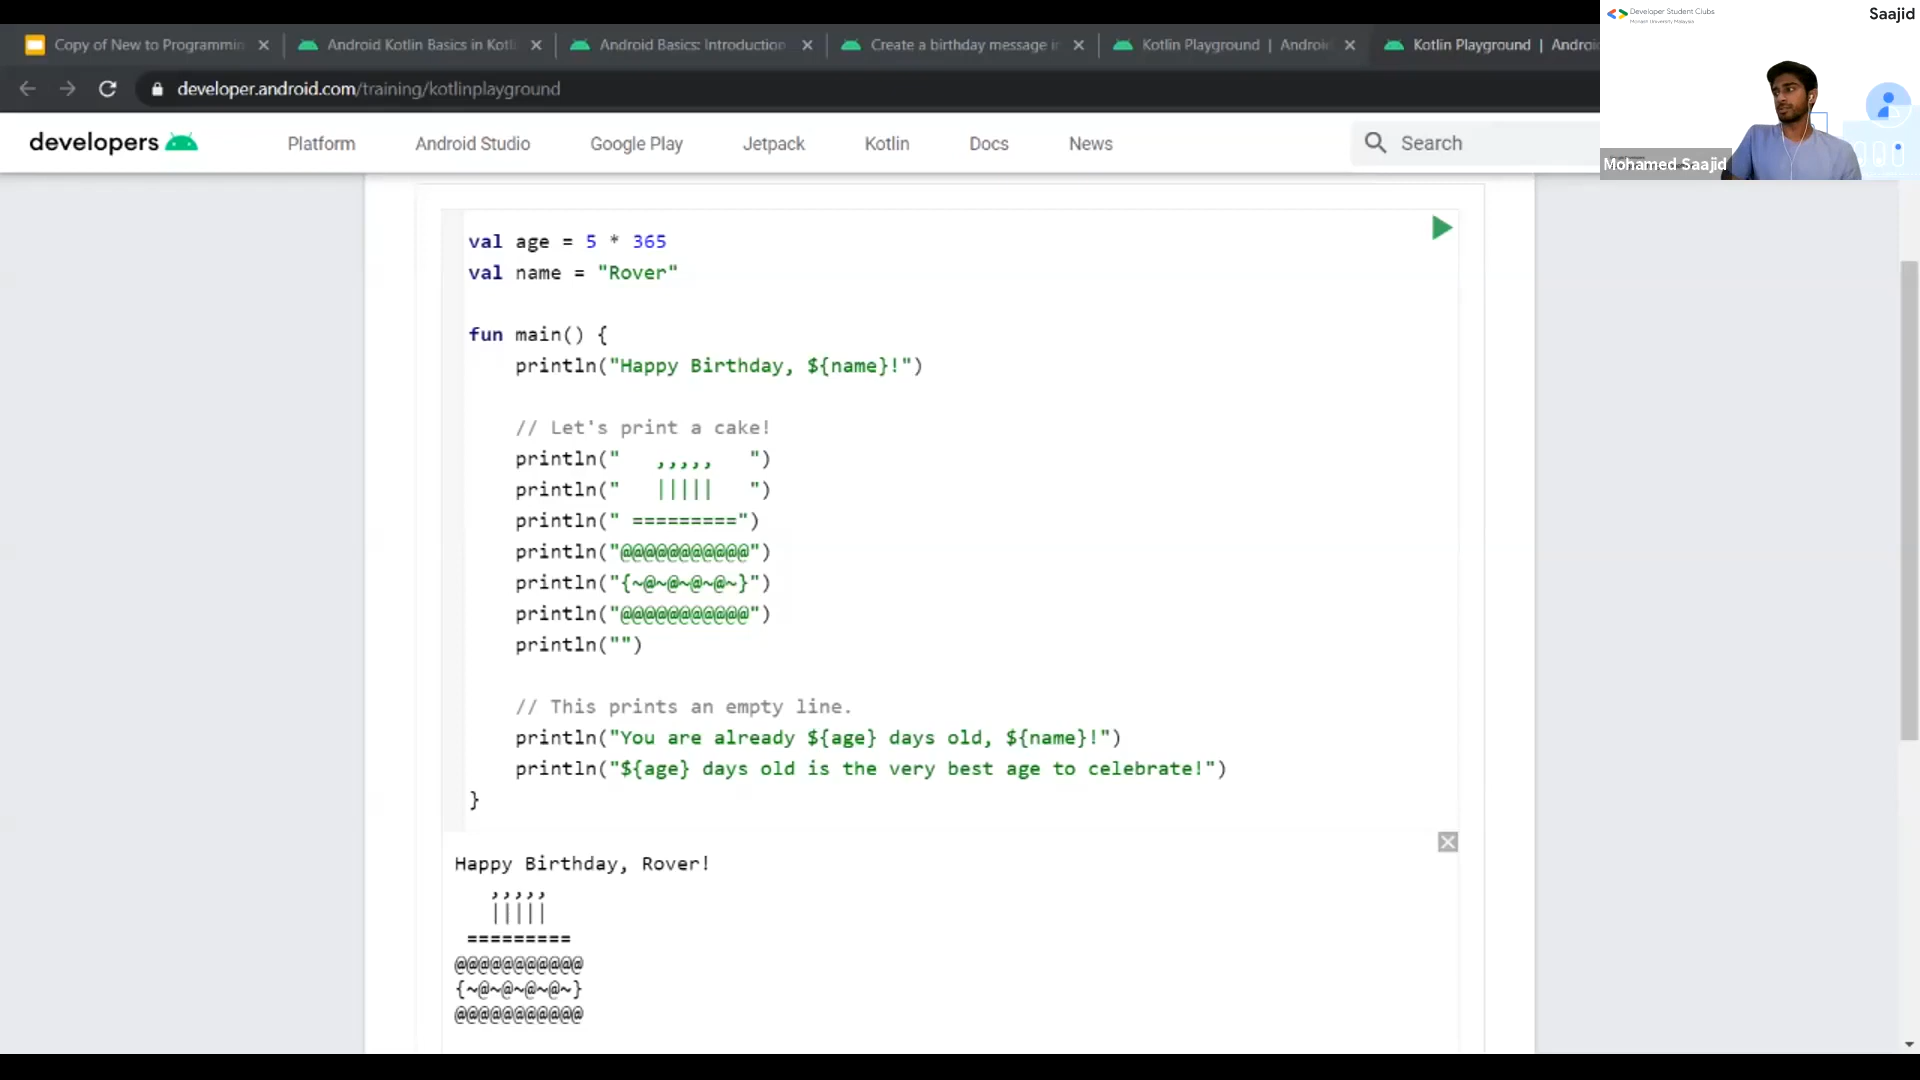 Copy of New to Programmin
Android Kotlin Basics in Kotl
Android Basics: Introduction
Create a birthday message i
Kotlin Playground | Androi
Kotlin Playground | Androi
developer.android.com/training/kotlinplayground
Developer Student Clubs
Saajid
Mohamed Saajid
developers
Platform
Android Studio
Google Play
Jetpack
Kotlin
Docs
News
Search
val age = 5 * 365
val name = "Rover"
fun main() {
    println("Happy Birthday, ${name}!")
    // Let's print a cake!
    println("   ,,,,,   ")
    println("   |||||   ")
    println(" =========")
    println("@@@@@@@@@@@")
    println("{~@~@~@~@~}")
    println("@@@@@@@@@@@")
    println("")
    // This prints an empty line.
    println("You are already ${age} days old, ${name}!")
    println("${age} days old is the very best age to celebrate!")
}
Happy Birthday, Rover!
   ,,,,,
   |||||
 =========
@@@@@@@@@@@
{~@~@~@~@~}
@@@@@@@@@@@